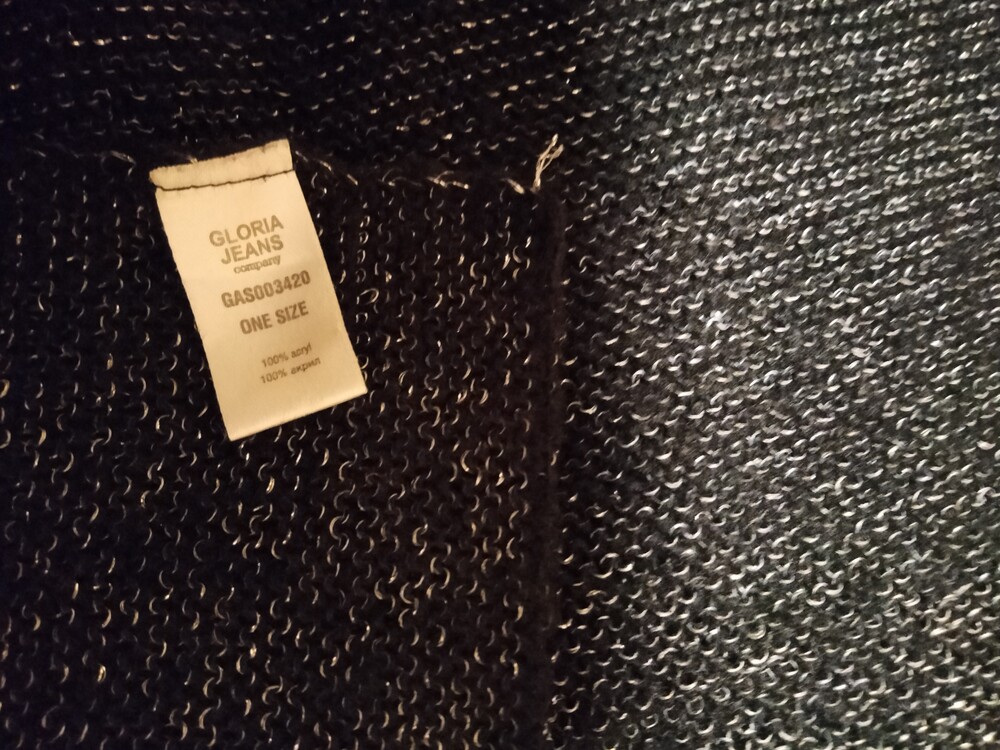 GLORIA
JEANS
company
GAS003420
ONE SIZE
100% acryl
100% акрил